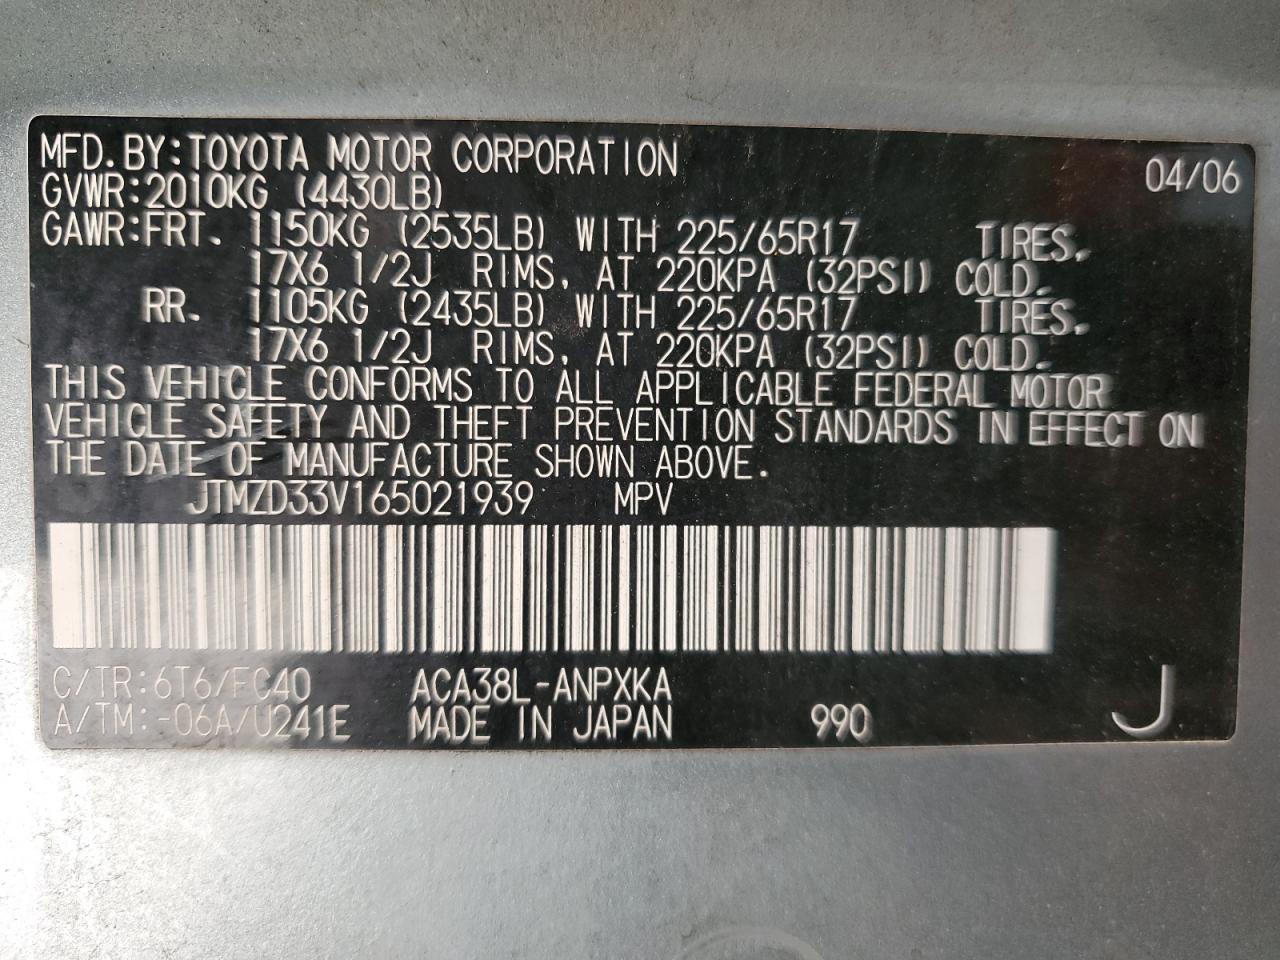 MFD.BY:TOYOTA MOTOR CORPORATION 04/06
GVWR:2010KG (4430LB)
GAWR:FRT. 1150KG (2535LB) WITH 225/65R17 TIRES,
17X6 1/2J RIMS, AT 220KPA (32PSI) COLD.
RR. 1105KG (2435LB) WITH 225/65R17 TIRES,
17X6 1/2J RIMS, AT 220KPA (32PSI) COLD.
THIS VEHICLE CONFORMS TO ALL APPLICABLE FEDERAL MOTOR
VEHICLE SAFETY AND THEFT PREVENTION STANDARDS IN EFFECT ON
THE DATE OF MANUFACTURE SHOWN ABOVE.
JTMZD33V165021939 MPV
C/TR:6T6/FC40 ACA38L-ANPXKA
A/TM:-06A/U241E MADE IN JAPAN 990 J